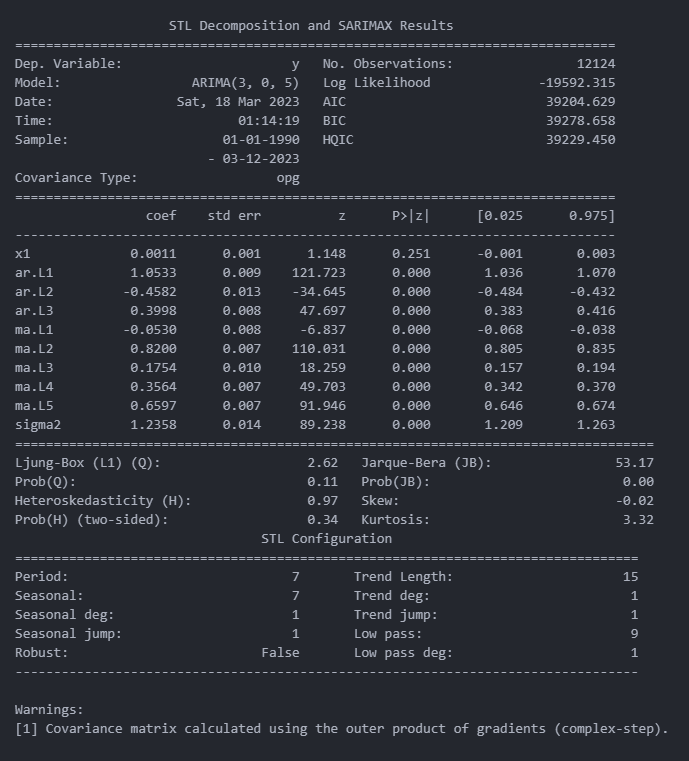 STL Decomposition and SARIMAX Results
==============================================================================
Dep. Variable:                      y   No. Observations:                12124
Model:                 ARIMA(3, 0, 5)   Log Likelihood              -19592.315
Date:                Sat, 18 Mar 2023   AIC                          39204.629
Time:                        01:14:19   BIC                          39278.658
Sample:                    01-01-1990   HQIC                         39229.450
                         - 03-12-2023
Covariance Type:                  opg
==============================================================================
                 coef    std err          z      P>|z|      [0.025      0.975]
------------------------------------------------------------------------------
x1             0.0011      0.001      1.148      0.251      -0.001       0.003
ar.L1          1.0533      0.009    121.723      0.000       1.036       1.070
ar.L2         -0.4582      0.013    -34.645      0.000      -0.484      -0.432
ar.L3          0.3998      0.008     47.697      0.000       0.383       0.416
ma.L1         -0.0530      0.008     -6.837      0.000      -0.068      -0.038
ma.L2          0.8200      0.007    110.031      0.000       0.805       0.835
ma.L3          0.1754      0.010     18.259      0.000       0.157       0.194
ma.L4          0.3564      0.007     49.703      0.000       0.342       0.370
ma.L5          0.6597      0.007     91.946      0.000       0.646       0.674
sigma2         1.2358      0.014     89.238      0.000       1.209       1.263
===================================================================================
Ljung-Box (L1) (Q):                   2.62   Jarque-Bera (JB):                53.17
Prob(Q):                              0.11   Prob(JB):                         0.00
Heteroskedasticity (H):               0.97   Skew:                            -0.02
Prob(H) (two-sided):                  0.34   Kurtosis:                         3.32
                                STL Configuration
=================================================================================
Period:                             7       Trend Length:                      15
Seasonal:                           7       Trend deg:                          1
Seasonal deg:                       1       Trend jump:                         1
Seasonal jump:                      1       Low pass:                           9
Robust:                         False       Low pass deg:                       1
---------------------------------------------------------------------------------
Warnings:
[1] Covariance matrix calculated using the outer product of gradients (complex-step).